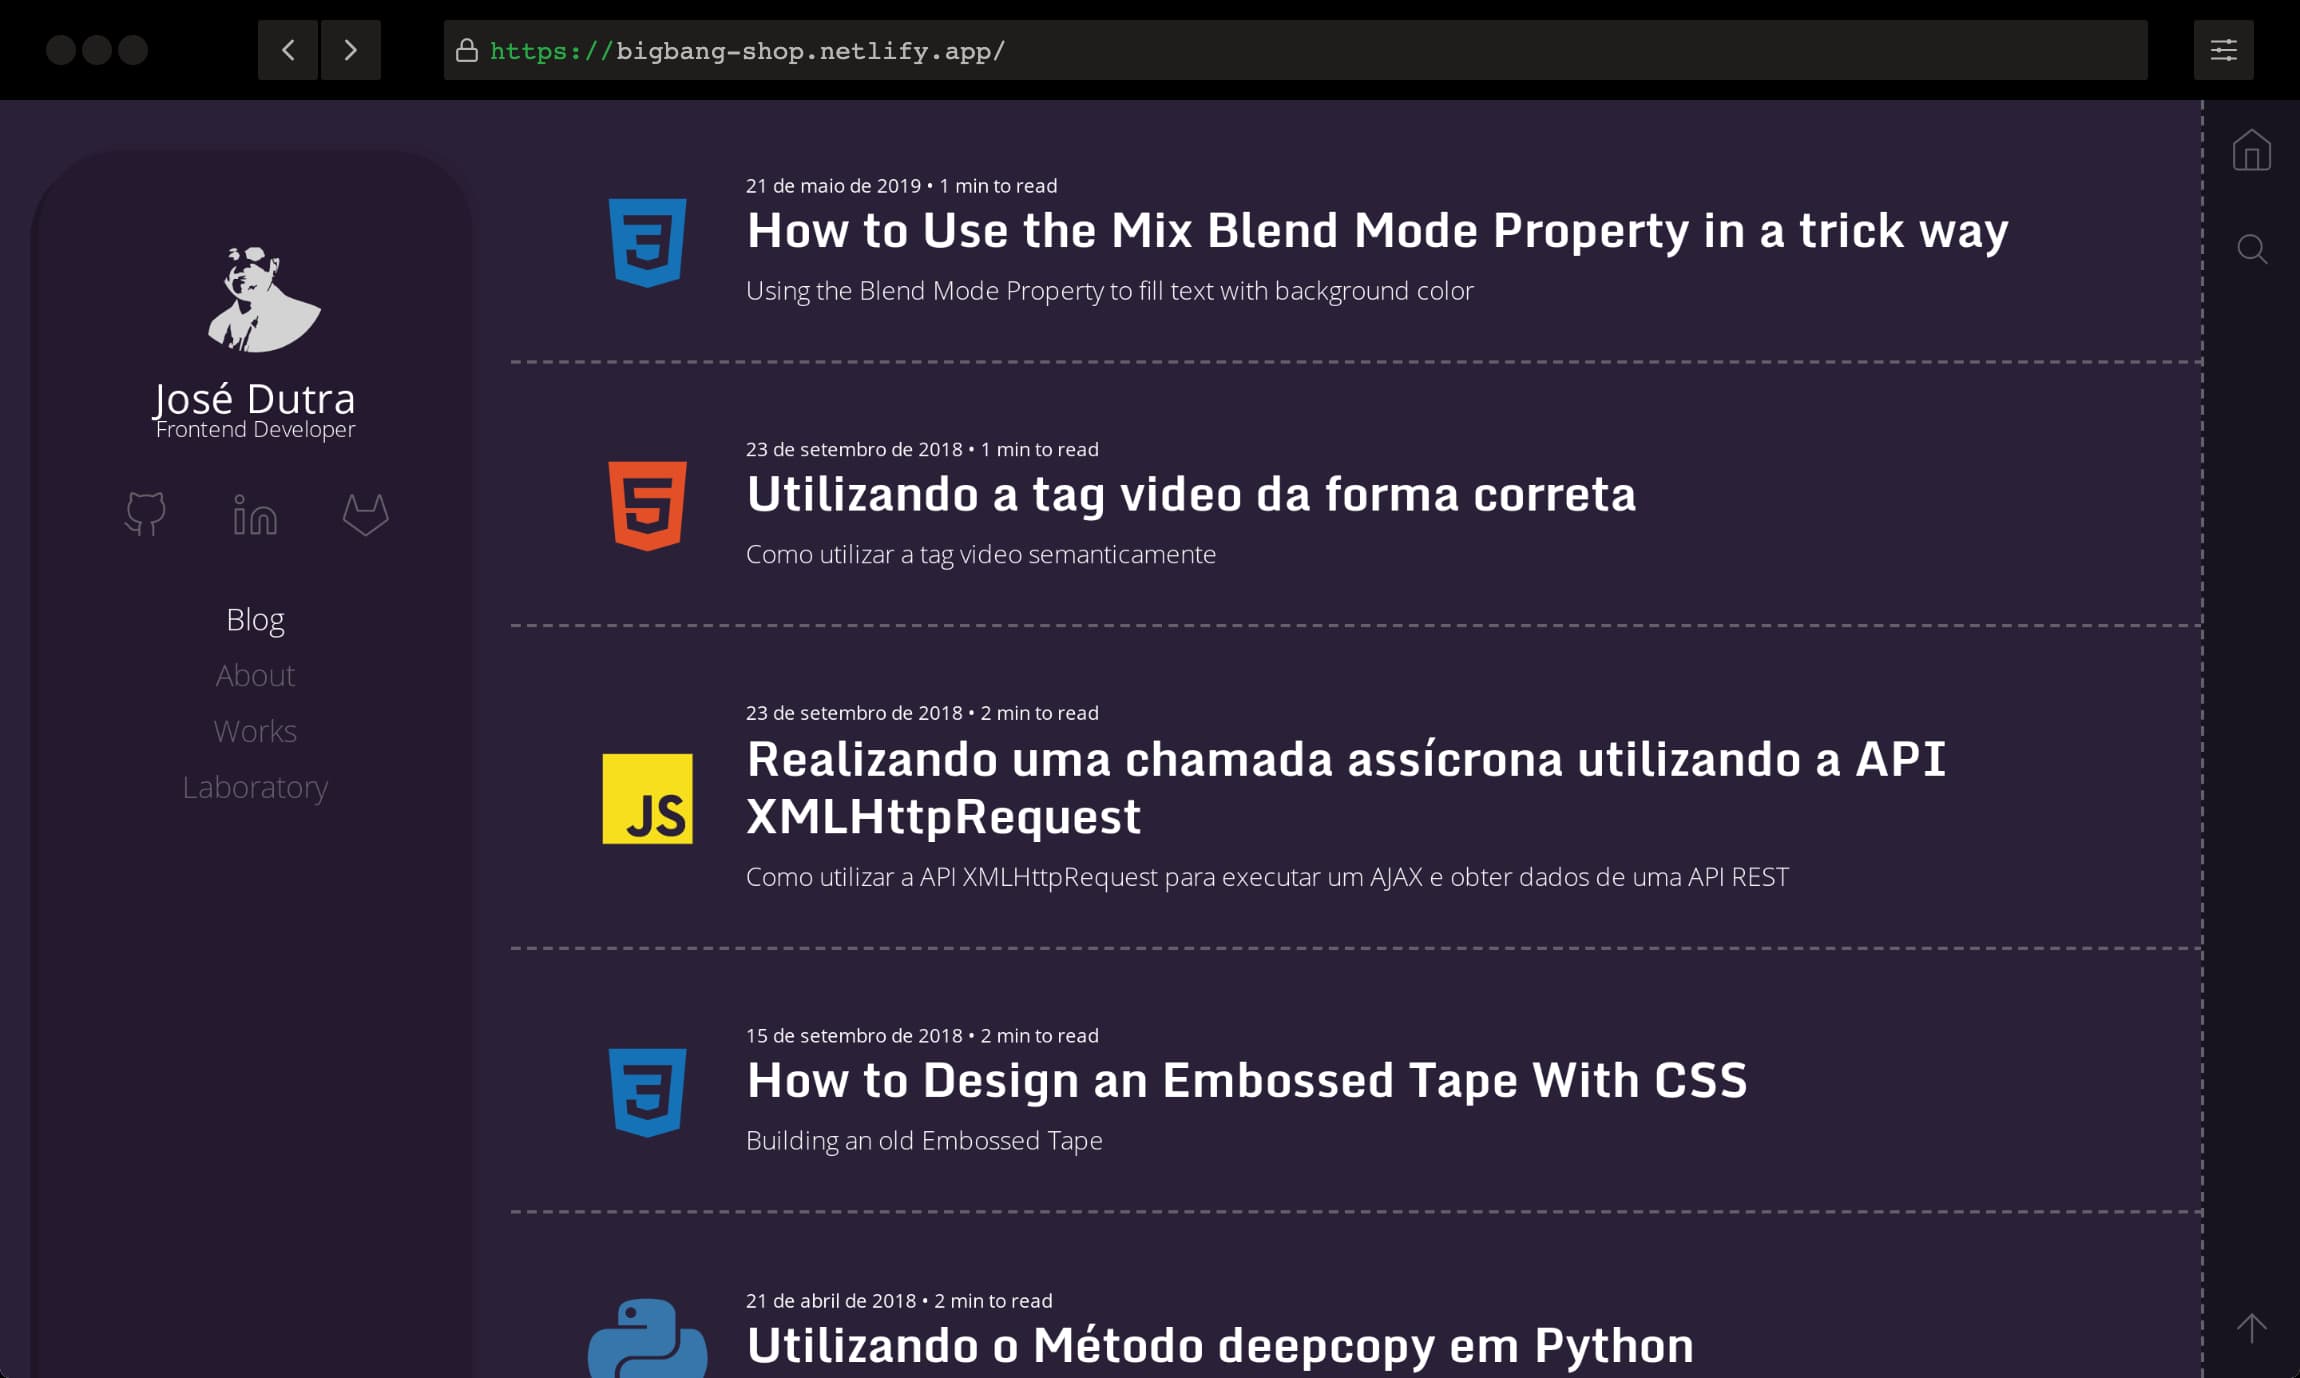 https://bigbang-shop.netlify.app/
José Dutra
Frontend Developer
Blog
About
Works
Laboratory
21 de maio de 2019 • 1 min to read
How to Use the Mix Blend Mode Property in a trick way
Using the Blend Mode Property to fill text with background color
23 de setembro de 2018 • 1 min to read
Utilizando a tag video da forma correta
Como utilizar a tag video semanticamente
JS
23 de setembro de 2018 • 2 min to read
Realizando uma chamada assícrona utilizando a API
XMLHttpRequest
Como utilizar a API XMLHttpRequest para executar um AJAX e obter dados de uma API REST
15 de setembro de 2018 • 2 min to read
How to Design an Embossed Tape With CSS
Building an old Embossed Tape
21 de abril de 2018 • 2 min to read
Utilizando o Método deepcopy em Python